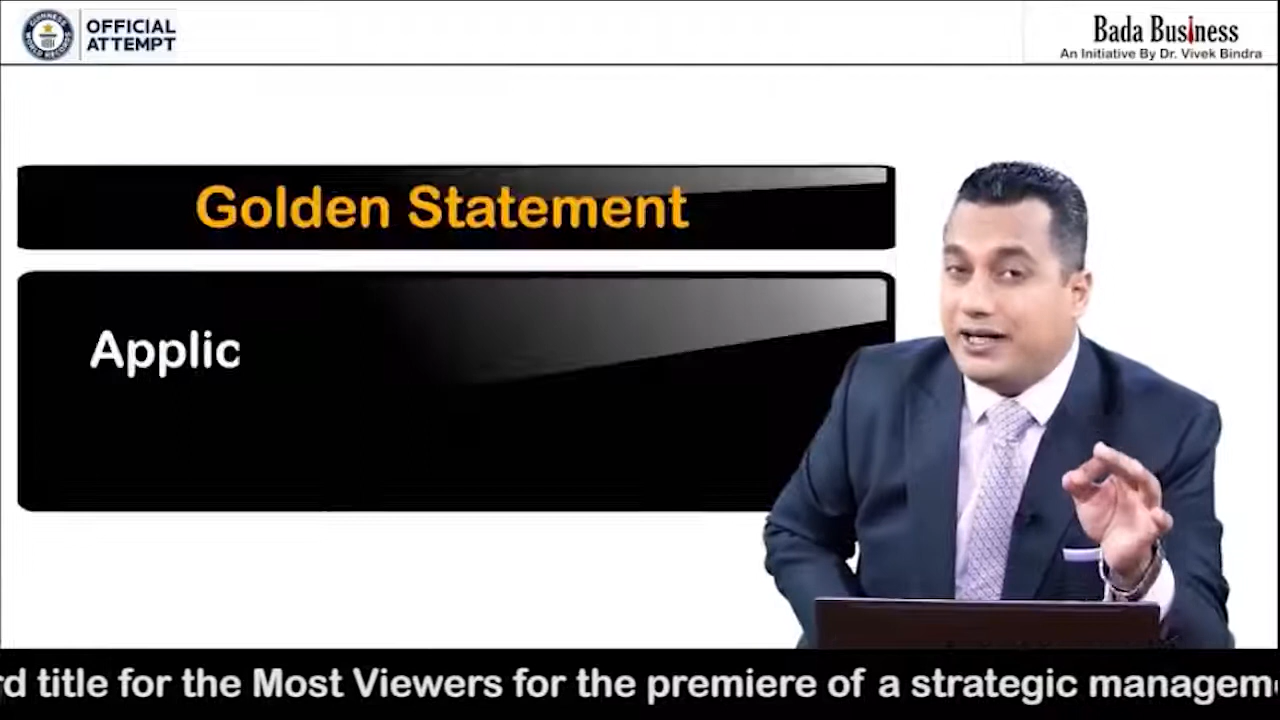 OFFICIAL
ATTEMPT
Bada Business
An Initiative By Dr. Vivek Bindra
Golden Statement
Applic
rd title for the Most Viewers for the premiere of a strategic managem